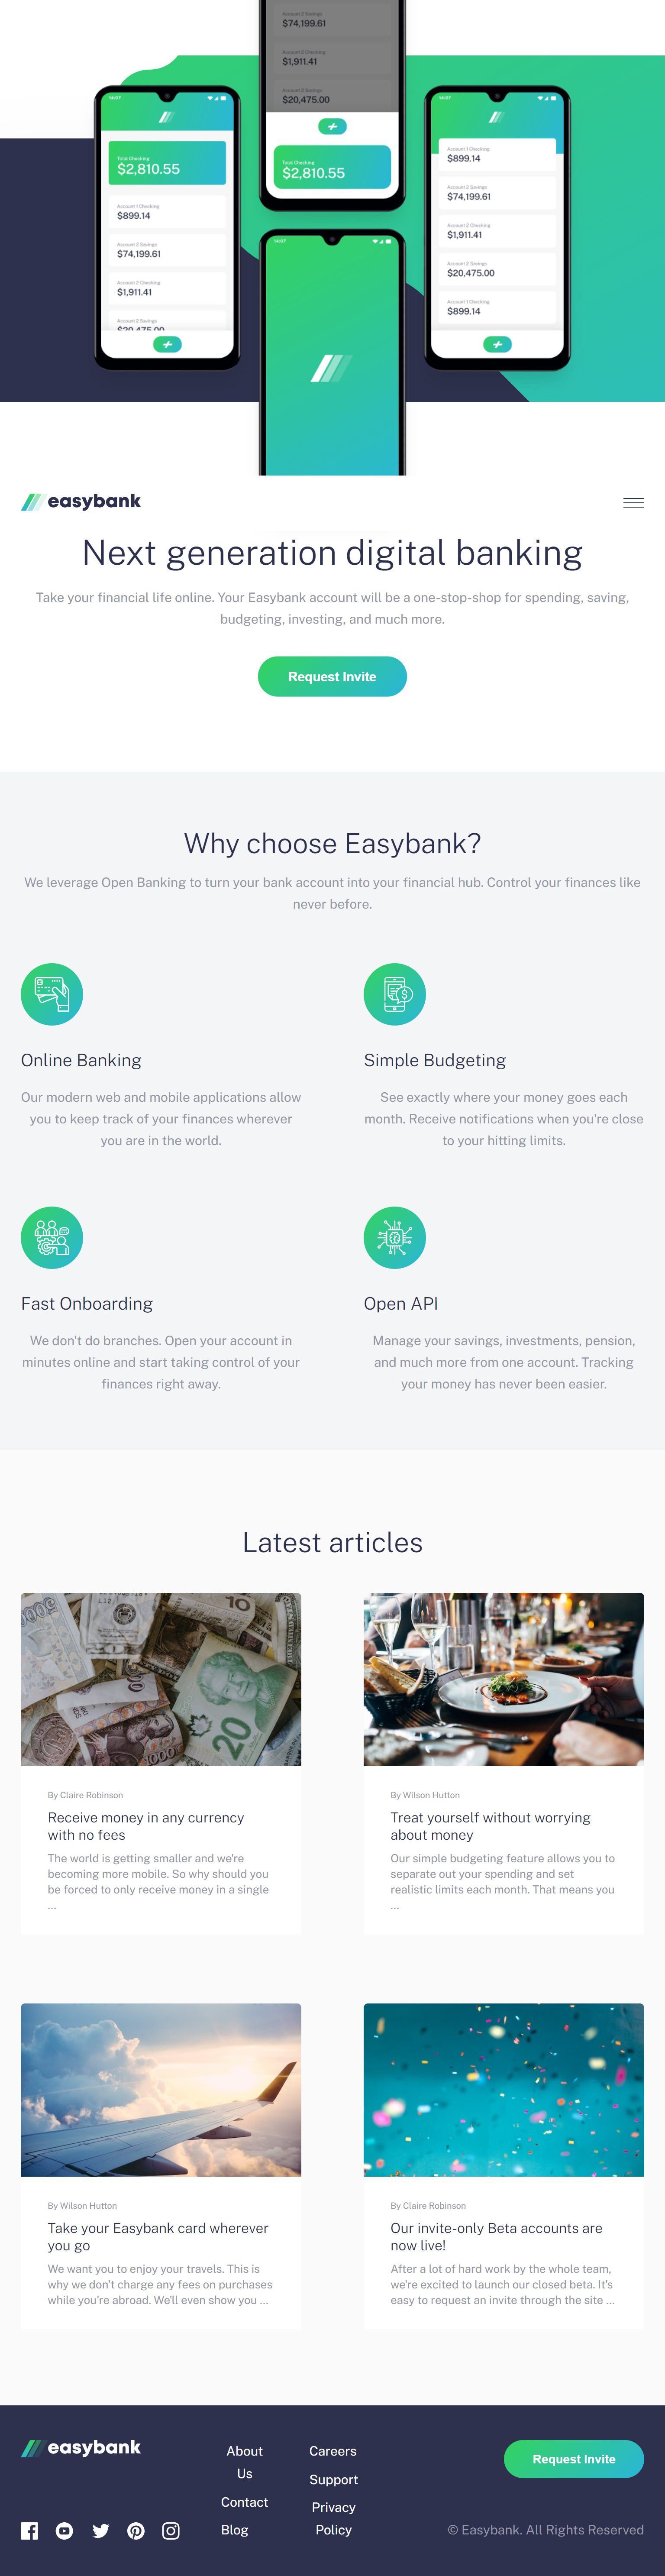 Account 2 Savings
$74,199.61
Account 2 Checking
$1,911.41
Account 2 Savings
$20,475.00
Total Checking
$2,810.55
14:07
Total Checking
$2,810.55
Account 1 Checking
$899.14
Account 2 Savings
$74,199.61
Account 2 Checking
$1,911.41
Account 2 Savings
$20,475.00
14:07
14:07
Account 1 Checking
$899.14
Account 2 Savings
$74,199.61
Account 2 Checking
$1,911.41
Account 2 Savings
$20,475.00
Account 1 Checking
$899.14
easybank
Next generation digital banking
Take your financial life online. Your Easybank account will be a one-stop-shop for spending, saving,
budgeting, investing, and much more.
Request Invite
Why choose Easybank?
We leverage Open Banking to turn your bank account into your financial hub. Control your finances like
never before.
Online Banking
Our modern web and mobile applications allow
you to keep track of your finances wherever
you are in the world.
Simple Budgeting
See exactly where your money goes each
month. Receive notifications when you're close
to your hitting limits.
Fast Onboarding
We don't do branches. Open your account in
minutes online and start taking control of your
finances right away.
Open API
Manage your savings, investments, pension,
and much more from one account. Tracking
your money has never been easier.
Latest articles
10
20
1000
By Claire Robinson
Receive money in any currency
with no fees
The world is getting smaller and we're
becoming more mobile. So why should you
be forced to only receive money in a single
...
By Wilson Hutton
Treat yourself without worrying
about money
Our simple budgeting feature allows you to
separate out your spending and set
realistic limits each month. That means you
...
By Wilson Hutton
Take your Easybank card wherever
you go
We want you to enjoy your travels. This is
why we don't charge any fees on purchases
while you're abroad. We'll even show you ...
By Claire Robinson
Our invite-only Beta accounts are
now live!
After a lot of hard work by the whole team,
we're excited to launch our closed beta. It's
easy to request an invite through the site ...
easybank
About
Us
Contact
Blog
Careers
Support
Privacy
Policy
Request Invite
© Easybank. All Rights Reserved